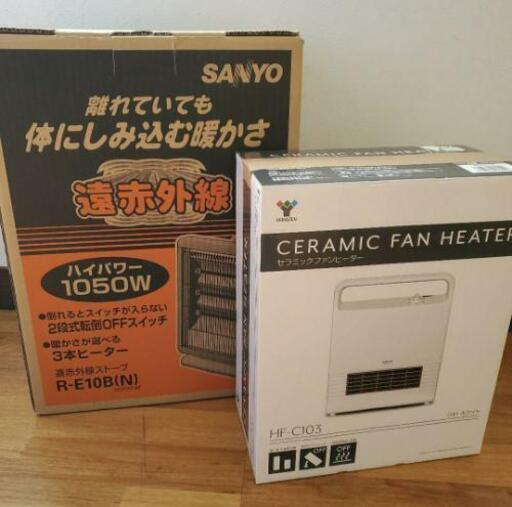 SANYO
離れていても
体にしみ込む暖かさ
遠赤外線
ハイパワー
1050W
●倒れるとスイッチが入らない
2段式転倒OFFスイッチ
●暖かさが選べる
3本ヒーター
遠赤外線ストーブ
R-E10B(N)
CERAMIC FAN HEATER
セラミックファンヒーター
HF-C103
OFF
OFF